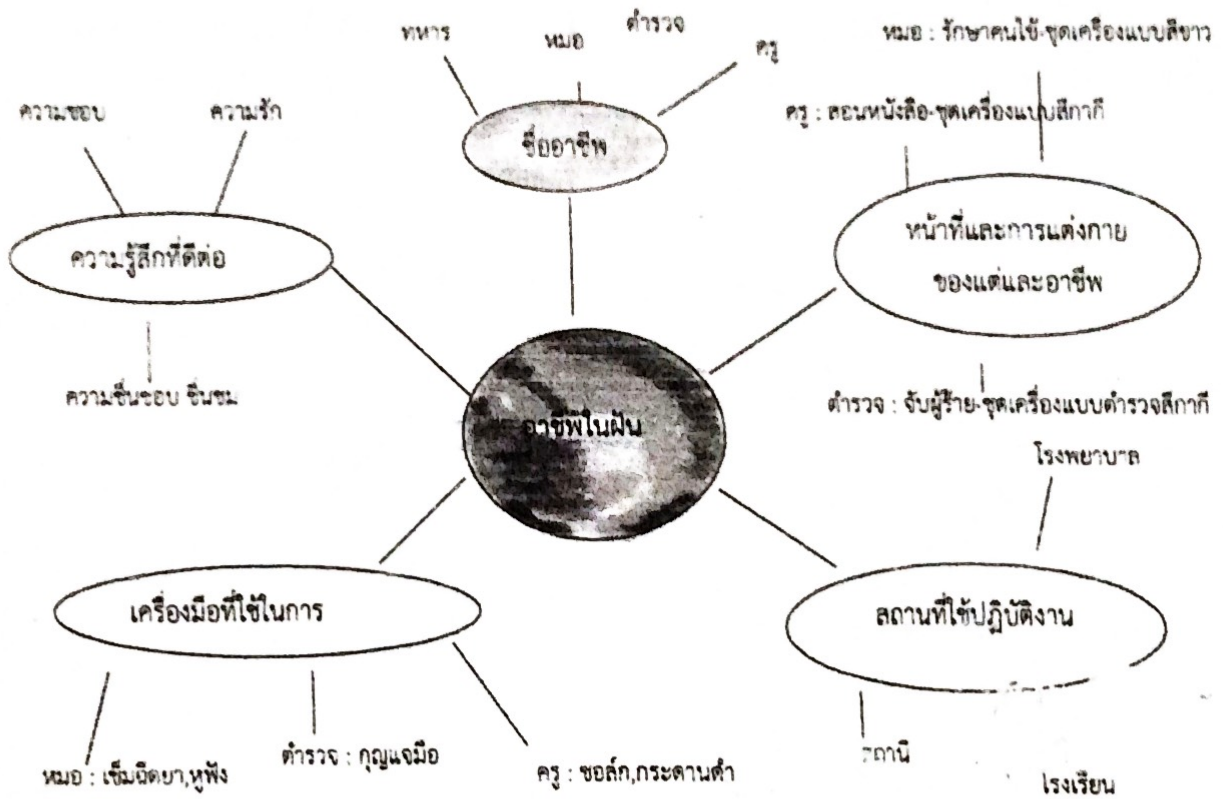 ทหาร
หมอ
ตำรวจ
ครู
หมอ : รักษาคนไข้-ชุดเครื่องแบบสีขาว
ความชอบ
ความรัก
ครู : สอนหนังสือ-ชุดเครื่องแบบสีกากี
ชื่ออาชีพ
ความรู้สึกที่ดีต่อ
หน้าที่และการแต่งกาย
ของแต่และอาชีพ
ความชื่นชอบ ชื่นชม
ตำรวจ : จับผู้ร้าย-ชุดเครื่องแบบตำรวจสีกากี
อาชีพในฝัน
โรงพยาบาล
เครื่องมือที่ใช้ในการ
สถานที่ใช้ปฏิบัติงาน
หมอ : เข็มฉีดยา,หูฟัง
ตำรวจ : กุญแจมือ
ครู : ชอล์ก,กระดานดำ
สถานี
โรงเรียน